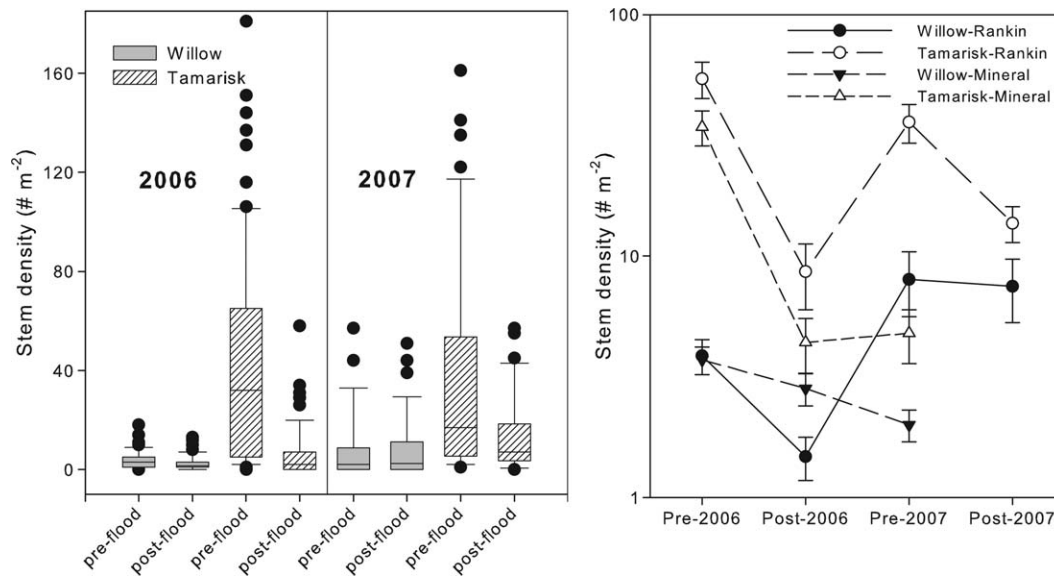 Stem density (# m⁻²)
160
120
80
40
0
Willow
Tamarisk
2006
2007
pre-flood
post-flood
pre-flood
post-flood
pre-flood
post-flood
pre-flood
post-flood
Stem density (# m⁻²)
100
10
1
Willow-Rankin
Tamarisk-Rankin
Willow-Mineral
Tamarisk-Mineral
Pre-2006
Post-2006
Pre-2007
Post-2007